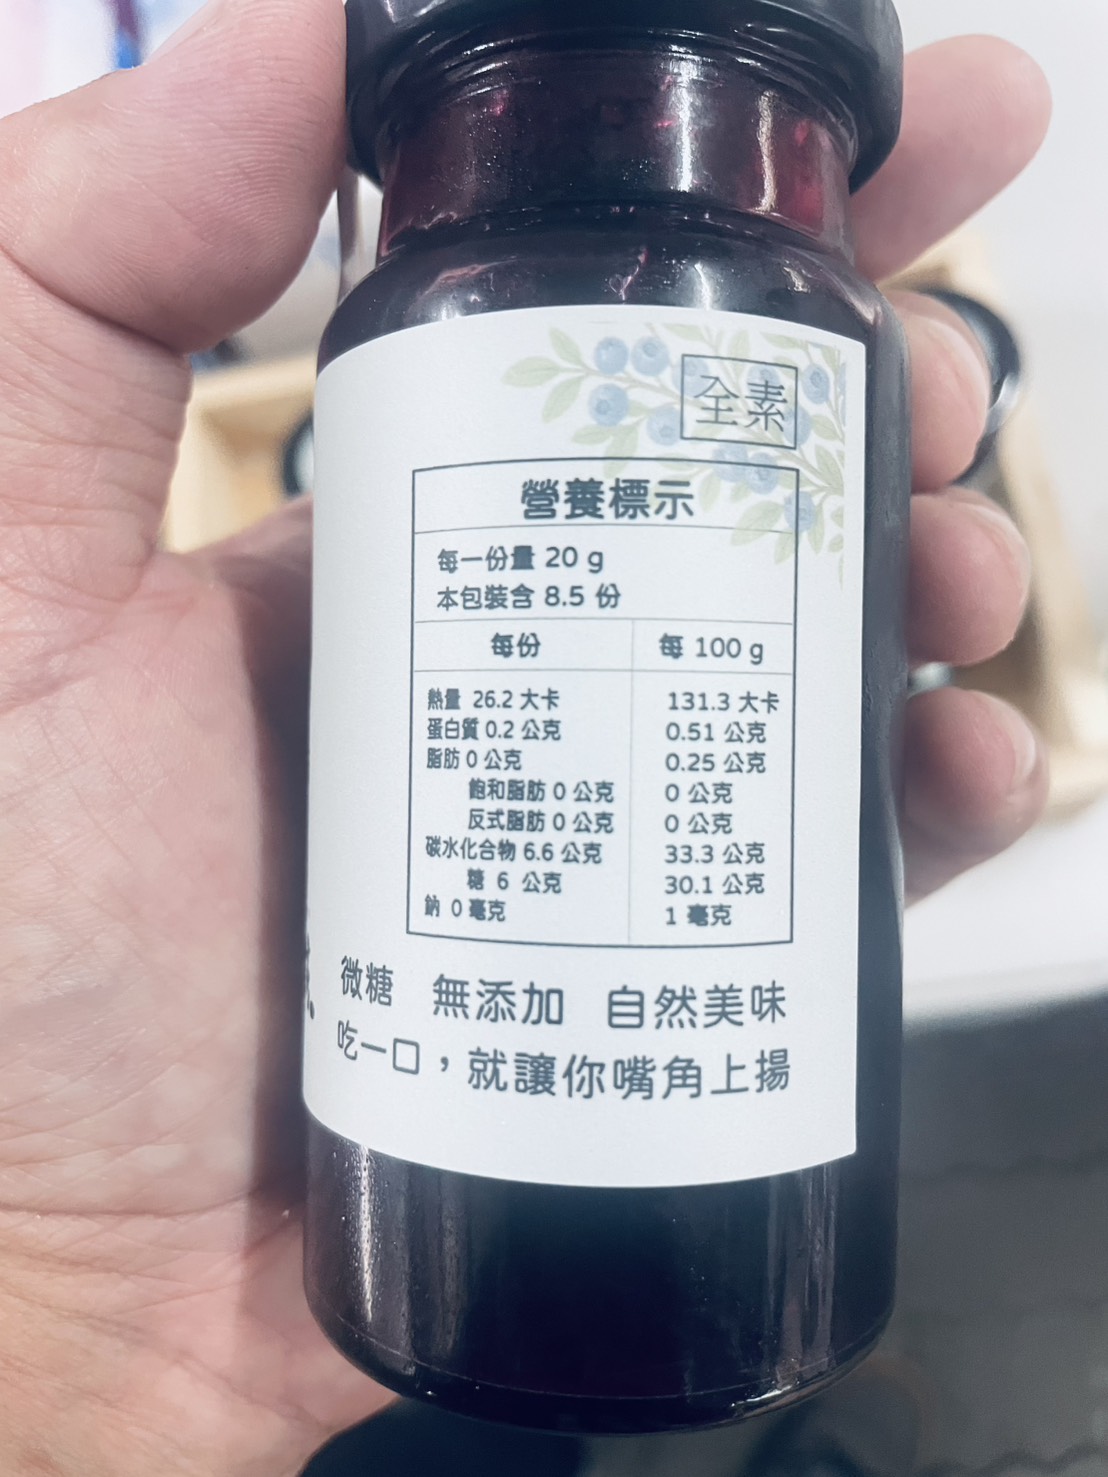 全素
營養標示
每一份量 20 g
本包裝含 8.5 份
每份 每 100 g
熱量 26.2 大卡 131.3 大卡
蛋白質 0.2 公克 0.51 公克
脂肪 0 公克 0.25 公克
飽和脂肪 0 公克 0 公克
反式脂肪 0 公克 0 公克
碳水化合物 6.6 公克 33.3 公克
糖 6 公克 30.1 公克
鈉 0 毫克 1 毫克
微糖 無添加 自然美味
吃一口，就讓你嘴角上揚